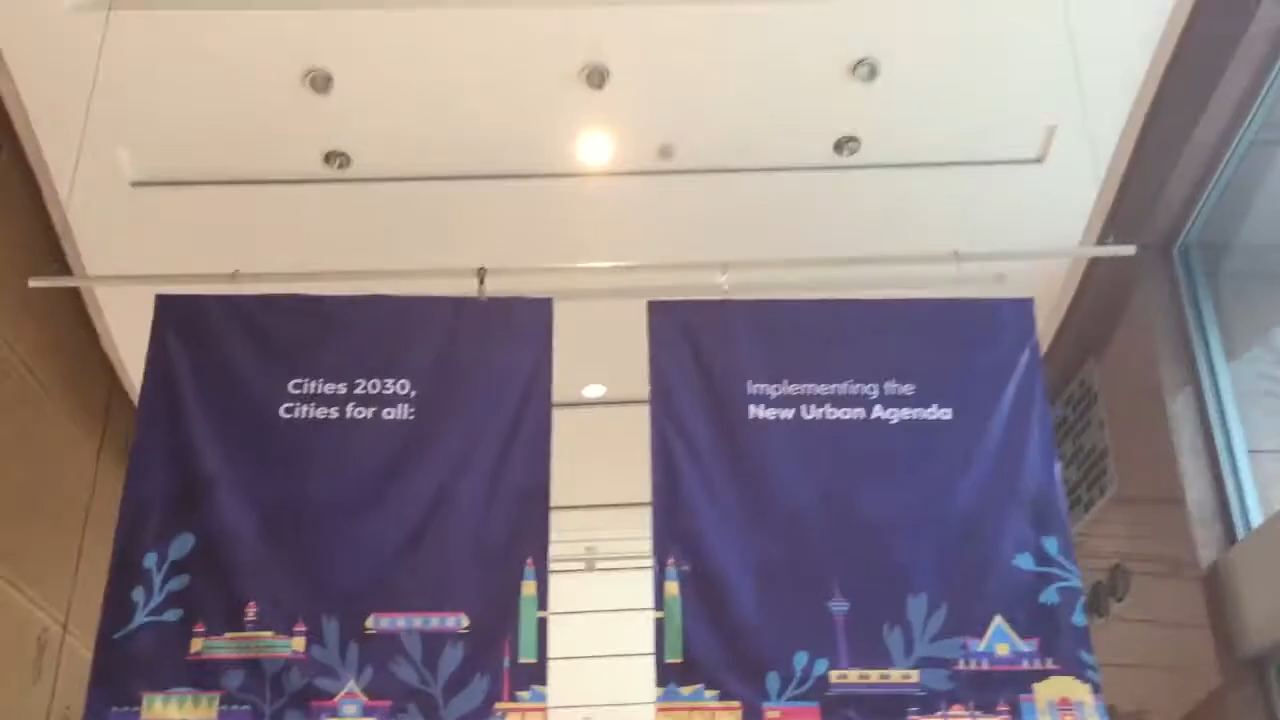 Cities 2030,
Cities for all:
Implementing the
New Urban Agenda